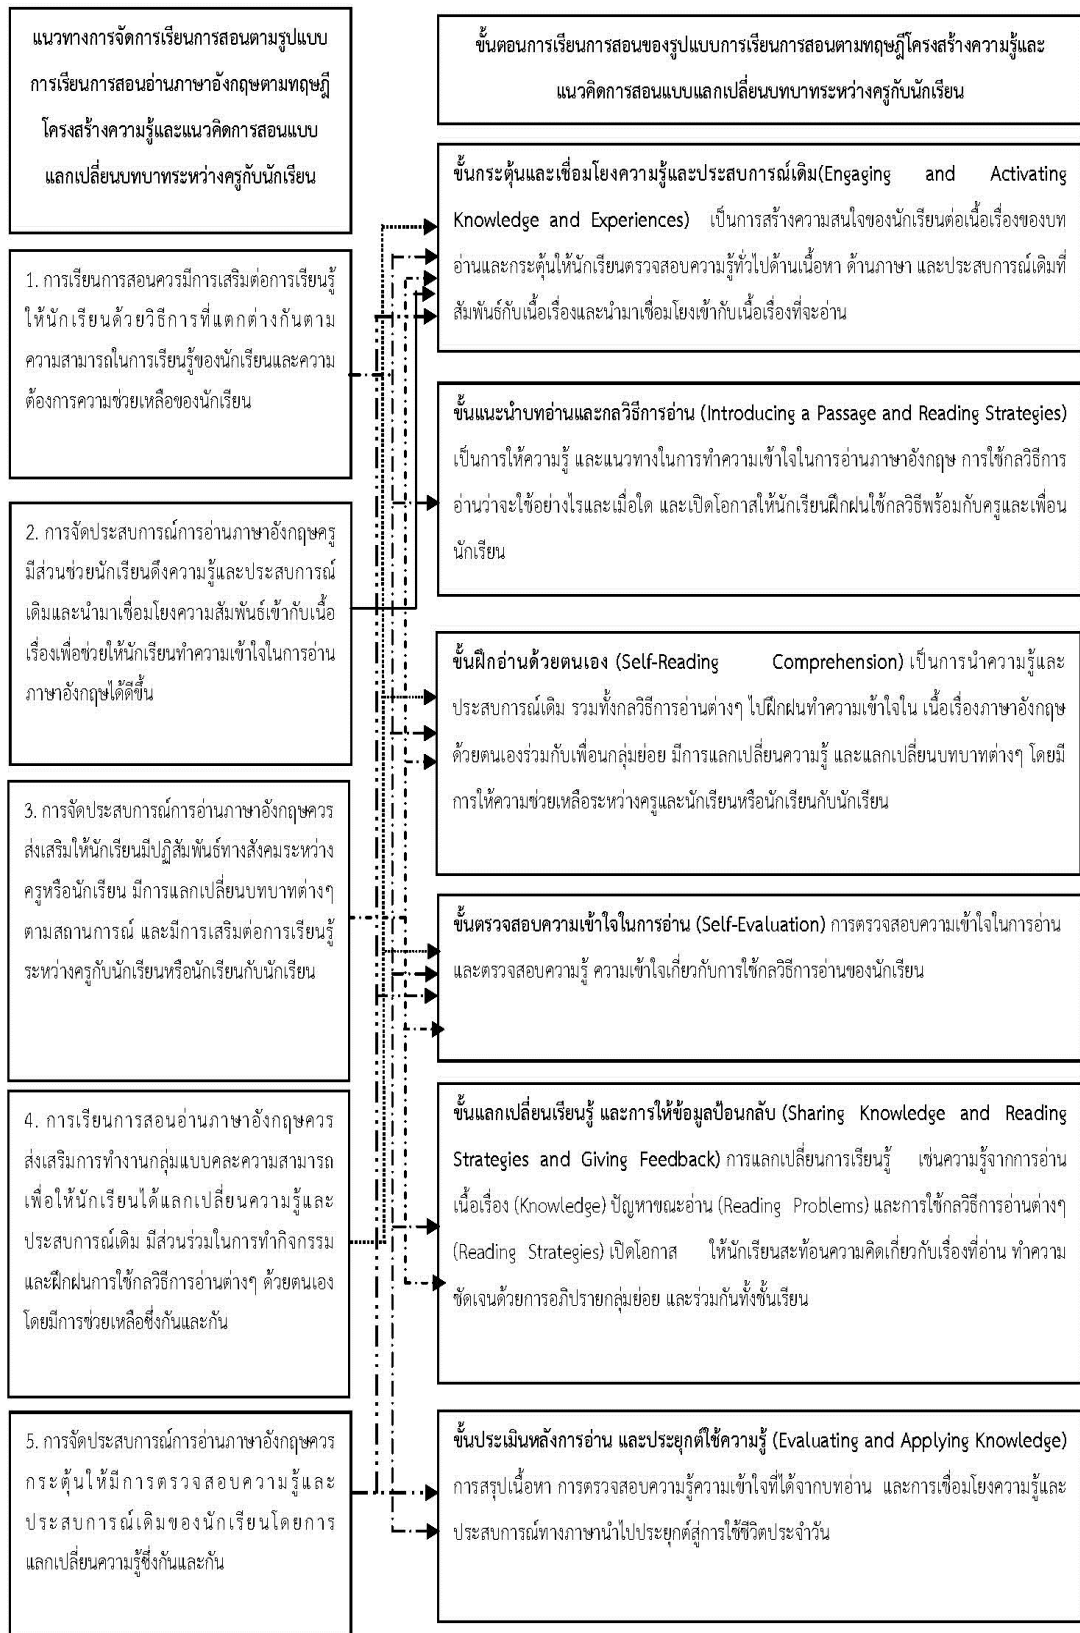 แนวทางการจัดการเรียนการสอนตามรูปแบบ
การเรียนการสอนอ่านภาษาอังกฤษตามทฤษฎี
โครงสร้างความรู้และแนวคิดการสอนแบบ
แลกเปลี่ยนบทบาทระหว่างครูกับนักเรียน
1. การเรียนการสอนควรมีการเสริมต่อการเรียนรู้
ให้นักเรียนด้วยวิธีการที่แตกต่างกันตาม
ความสามารถในการเรียนรู้ของนักเรียนและความ
ต้องการความช่วยเหลือของนักเรียน
2. การจัดประสบการณ์การอ่านภาษาอังกฤษครู
มีส่วนช่วยนักเรียนดึงความรู้และประสบการณ์
เดิมและนำมาเชื่อมโยงความสัมพันธ์เข้ากับเนื้อ
เรื่องเพื่อช่วยให้นักเรียนทำความเข้าใจในการอ่าน
ภาษาอังกฤษได้ดีขึ้น
3. การจัดประสบการณ์การอ่านภาษาอังกฤษควร
ส่งเสริมให้นักเรียนมีปฏิสัมพันธ์ทางสังคมระหว่าง
ครูหรือนักเรียน มีการแลกเปลี่ยนบทบาทต่างๆ
ตามสถานการณ์ และมีการเสริมต่อการเรียนรู้
ระหว่างครูกับนักเรียนหรือนักเรียนกับนักเรียน
4. การเรียนการสอนอ่านภาษาอังกฤษควร
ส่งเสริมการทำงานกลุ่มแบบคละความสามารถ
เพื่อให้นักเรียนได้แลกเปลี่ยนความรู้และ
ประสบการณ์เดิม มีส่วนร่วมในการทำกิจกรรม
และฝึกฝนการใช้กลวิธีการอ่านต่างๆ ด้วยตนเอง
โดยมีการช่วยเหลือซึ่งกันและกัน
5. การจัดประสบการณ์การอ่านภาษาอังกฤษควร
กระตุ้นให้มีการตรวจสอบความรู้และ
ประสบการณ์เดิมของนักเรียนโดยการ
แลกเปลี่ยนความรู้ซึ่งกันและกัน
ขั้นตอนการเรียนการสอนของรูปแบบการเรียนการสอนตามทฤษฎีโครงสร้างความรู้และ
แนวคิดการสอนแบบแลกเปลี่ยนบทบาทระหว่างครูกับนักเรียน
ขั้นกระตุ้นและเชื่อมโยงความรู้และประสบการณ์เดิม(Engaging and Activating
Knowledge and Experiences) เป็นการสร้างความสนใจของนักเรียนต่อเนื้อเรื่องของบท
อ่านและกระตุ้นให้นักเรียนตรวจสอบความรู้ทั่วไปด้านเนื้อหา ด้านภาษา และประสบการณ์เดิมที่
สัมพันธ์กับเนื้อเรื่องและนำมาเชื่อมโยงเข้ากับเนื้อเรื่องที่จะอ่าน
ขั้นแนะนำบทอ่านและกลวิธีการอ่าน (Introducing a Passage and Reading Strategies)
เป็นการให้ความรู้ และแนวทางในการทำความเข้าใจในการอ่านภาษาอังกฤษ การใช้กลวิธีการ
อ่านว่าจะใช้อย่างไรและเมื่อใด และเปิดโอกาสให้นักเรียนฝึกฝนใช้กลวิธีพร้อมกับครูและเพื่อน
นักเรียน
ขั้นฝึกอ่านด้วยตนเอง (Self-Reading Comprehension) เป็นการนำความรู้และ
ประสบการณ์เดิม รวมทั้งกลวิธีการอ่านต่างๆ ไปฝึกฝนทำความเข้าใจใน เนื้อเรื่องภาษาอังกฤษ
ด้วยตนเองร่วมกับเพื่อนกลุ่มย่อย มีการแลกเปลี่ยนความรู้ และแลกเปลี่ยนบทบาทต่างๆ โดยมี
การให้ความช่วยเหลือระหว่างครูและนักเรียนหรือนักเรียนกับนักเรียน
ขั้นตรวจสอบความเข้าใจในการอ่าน (Self-Evaluation) การตรวจสอบความเข้าใจในการอ่าน
และตรวจสอบความรู้ ความเข้าใจเกี่ยวกับการใช้กลวิธีการอ่านของนักเรียน
ขั้นแลกเปลี่ยนเรียนรู้ และการให้ข้อมูลป้อนกลับ (Sharing Knowledge and Reading
Strategies and Giving Feedback) การแลกเปลี่ยนการเรียนรู้ เช่นความรู้จากการอ่าน
เนื้อเรื่อง (Knowledge) ปัญหาขณะอ่าน (Reading Problems) และการใช้กลวิธีการอ่านต่างๆ
(Reading Strategies) เปิดโอกาส ให้นักเรียนสะท้อนความคิดเกี่ยวกับเรื่องที่อ่าน ทำความ
ชัดเจนด้วยการอภิปรายกลุ่มย่อย และร่วมกันทั้งชั้นเรียน
ขั้นประเมินหลังการอ่าน และประยุกต์ใช้ความรู้ (Evaluating and Applying Knowledge)
การสรุปเนื้อหา การตรวจสอบความรู้ความเข้าใจที่ได้จากบทอ่าน และการเชื่อมโยงความรู้และ
ประสบการณ์ทางภาษานำไปประยุกต์สู่การใช้ชีวิตประจำวัน